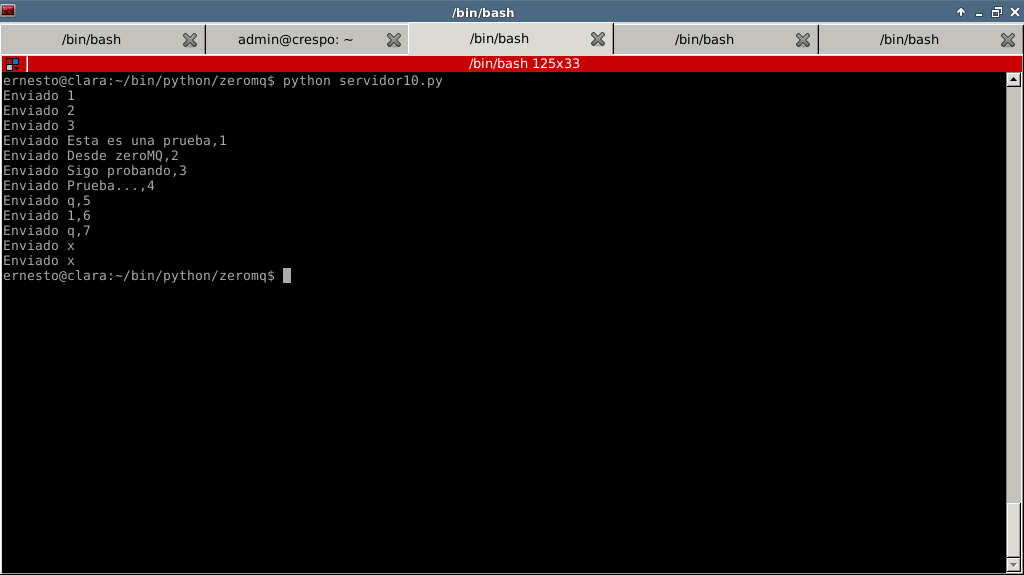 /bin/bash
/bin/bash admin@crespo: ~ /bin/bash /bin/bash /bin/bash
/bin/bash 125x33
ernesto@clara:~/bin/python/zeromq$ python servidor10.py
Enviado 1
Enviado 2
Enviado 3
Enviado Esta es una prueba,1
Enviado Desde zeroMQ,2
Enviado Sigo probando,3
Enviado Prueba...,4
Enviado q,5
Enviado 1,6
Enviado q,7
Enviado x
Enviado x
ernesto@clara:~/bin/python/zeromq$